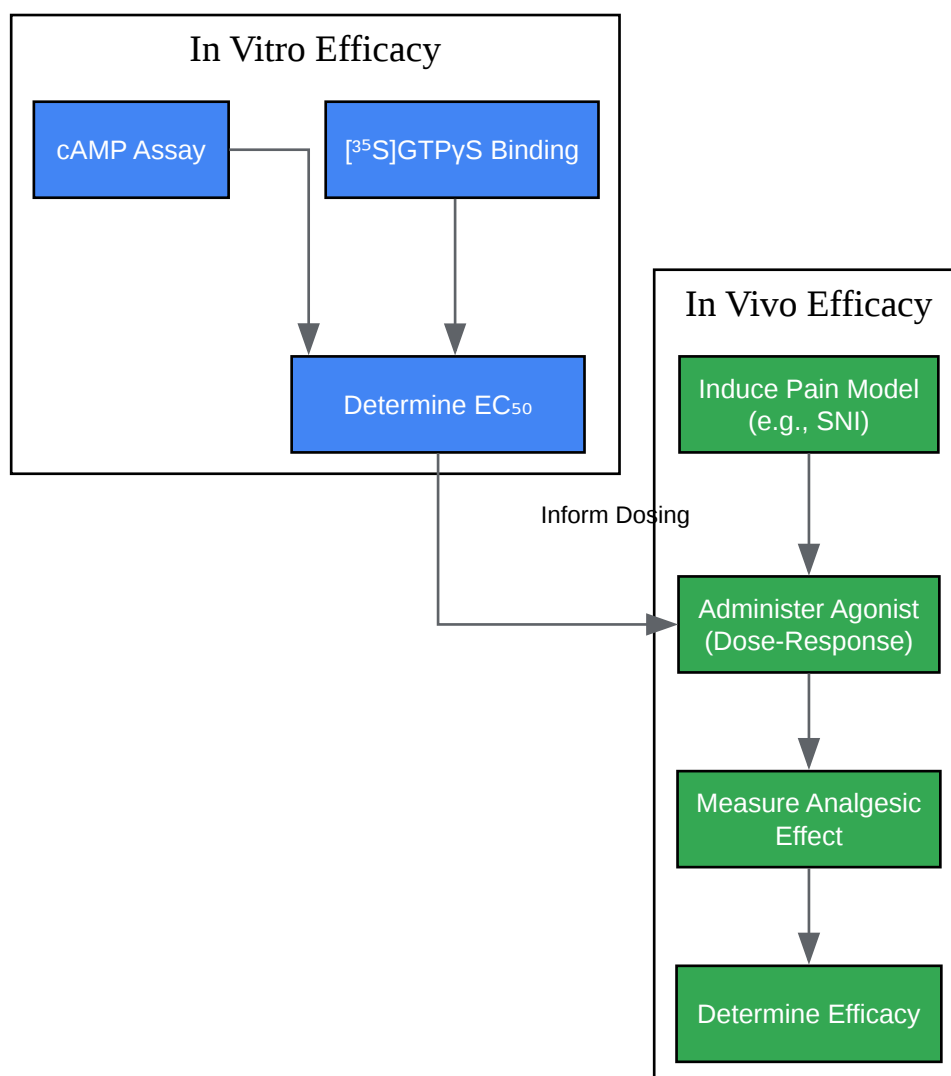 In Vitro Efficacy
cAMP Assay
[³⁵S]GTPγS Binding
Determine EC₅₀
Inform Dosing
In Vivo Efficacy
Induce Pain Model
(e.g., SNI)
Administer Agonist
(Dose-Response)
Measure Analgesic
Effect
Determine Efficacy